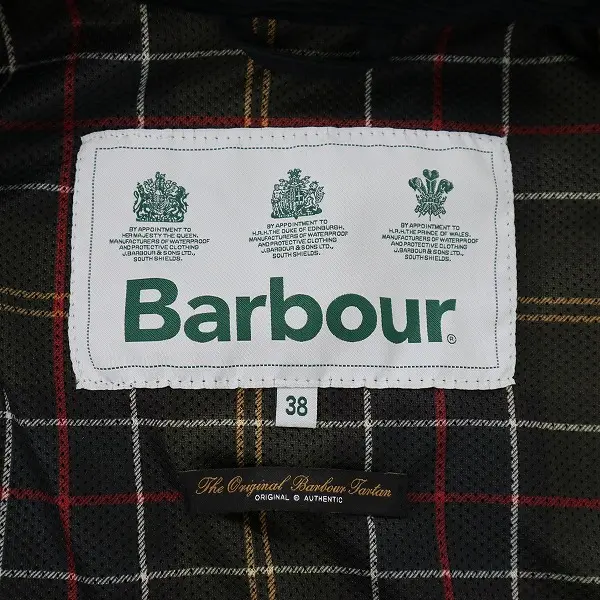 BY APPOINTMENT TO
HER MAJESTY THE QUEEN.
MANUFACTURERS OF WATERPROOF
AND PROTECTIVE CLOTHING
J.BARBOUR & SONS LTD.,
SOUTH SHIELDS.
BY APPOINTMENT TO
H.R.H. THE DUKE OF EDINBURGH,
MANUFACTURERS OF WATERPROOF
AND PROTECTIVE CLOTHING
J.BARBOUR & SONS LTD.,
SOUTH SHIELDS.
BY APPOINTMENT TO
H.R.H. THE PRINCE OF WALES.
MANUFACTURERS OF WATERPROOF
AND PROTECTIVE CLOTHING
J.BARBOUR & SONS LTD.,
SOUTH SHIELDS.
Barbour®
38
The Original Barbour Tartan
ORIGINAL © AUTHENTIC